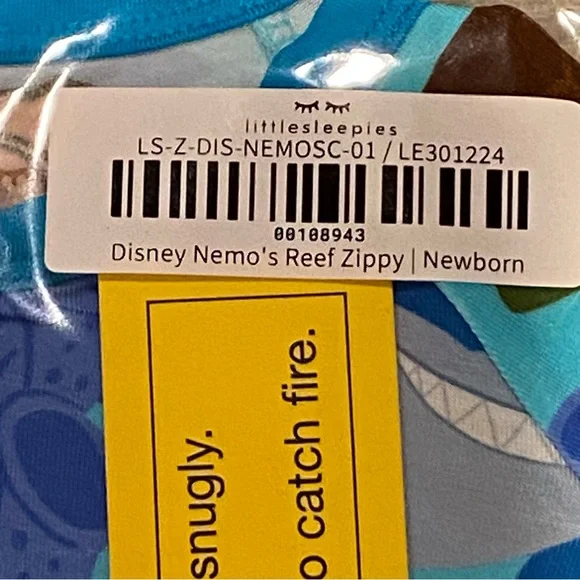 littlesleepies
LS-Z-DIS-NEMOSC-01 / LE301224
00108943
Disney Nemo's Reef Zippy | Newborn
snugly.
o catch fire.